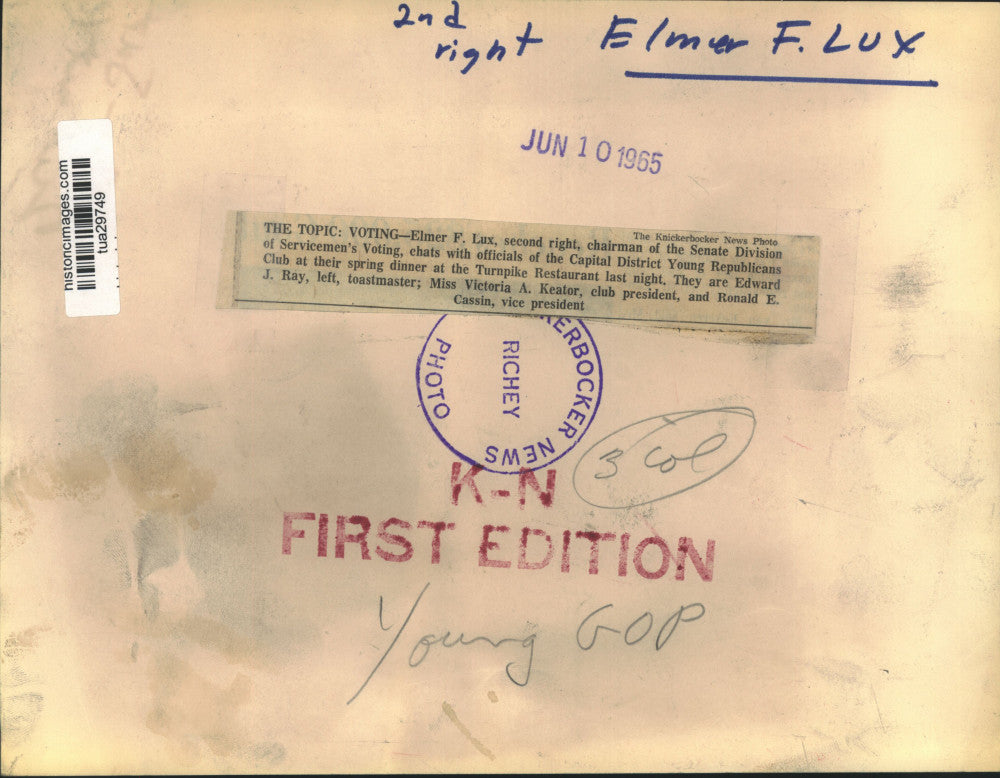 2nd
right Elmer F. Lux
JUN 10 1965
historicimages.com
tua29749
The Knickerbocker News Photo
THE TOPIC: VOTING—Elmer F. Lux, second right, chairman of the Senate Division
of Servicemen's Voting, chats with officials of the Capital District Young Republicans
Club at their spring dinner at the Turnpike Restaurant last night. They are Edward
J. Ray, left, toastmaster; Miss Victoria A. Keator, club president, and Ronald E.
Cassin, vice president
ERBOCKER NEWS
RICHEY
PHOTO
3 col
K-N
FIRST EDITION
Young GOP